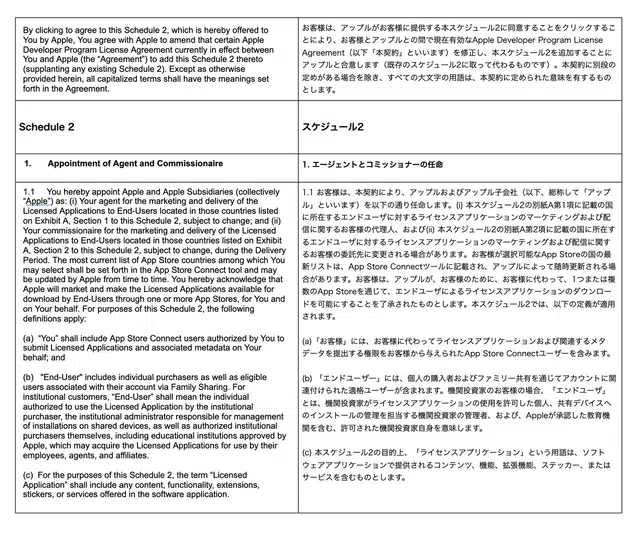 By clicking to agree to this Schedule 2, which is hereby offered to
You by Apple, You agree with Apple to amend that certain Apple
Developer Program License Agreement currently in effect between
You and Apple (the “Agreement”) to add this Schedule 2 thereto
(supplanting any existing Schedule 2). Except as otherwise
provided herein, all capitalized terms shall have the meanings set
forth in the Agreement.
お客様は、アップルがお客様に提供する本スケジュール2に同意することをクリックするこ
とにより、お客様とアップルとの間で現在有効なApple Developer Program License
Agreement（以下「本契約」といいます）を修正し、本スケジュール2を追加することに
アップルと合意します（既存のスケジュール2に取って代わるものです）。本契約に別段の
定めがある場合を除き、すべての大文字の用語は、本契約に定められた意味を有するもの
とします。
Schedule 2
スケジュール2
1. Appointment of Agent and Commissionaire
1. エージェントとコミッショナーの任命
1.1 You hereby appoint Apple and Apple Subsidiaries (collectively
“Apple”) as: (i) Your agent for the marketing and delivery of the
Licensed Applications to End-Users located in those countries listed
on Exhibit A, Section 1 to this Schedule 2, subject to change; and (ii)
Your commissionaire for the marketing and delivery of the Licensed
Applications to End-Users located in those countries listed on Exhibit
A, Section 2 to this Schedule 2, subject to change, during the Delivery
Period. The most current list of App Store countries among which You
may select shall be set forth in the App Store Connect tool and may
be updated by Apple from time to time. You hereby acknowledge that
Apple will market and make the Licensed Applications available for
download by End-Users through one or more App Stores, for You and
on Your behalf. For purposes of this Schedule 2, the following
definitions apply:
(a) “You” shall include App Store Connect users authorized by You to
submit Licensed Applications and associated metadata on Your
behalf; and
(b) "End-User" includes individual purchasers as well as eligible
users associated with their account via Family Sharing. For
institutional customers, “End-User” shall mean the individual
authorized to use the Licensed Application by the institutional
purchaser, the institutional administrator responsible for management
of installations on shared devices, as well as authorized institutional
purchasers themselves, including educational institutions approved by
Apple, which may acquire the Licensed Applications for use by their
employees, agents, and affiliates.
(c) For the purposes of this Schedule 2, the term “Licensed
Application” shall include any content, functionality, extensions,
stickers, or services offered in the software application.
1.1 お客様は、本契約により、アップルおよびアップル子会社（以下、総称して「アップ
ル」といいます）を以下の通り任命します。(i) 本スケジュール2の別紙A第1項に記載の国
に所在するエンドユーザに対するライセンスアプリケーションのマーケティングおよび配
信に関するお客様の代理人、および(ii) 本スケジュール2の別紙A第2項に記載の国に所在す
るエンドユーザに対するライセンスアプリケーションのマーケティングおよび配信に関す
るお客様の委託先に変更される場合があります。お客様が選択可能なApp Storeの国の最
新リストは、App Store Connectツールに記載され、アップルによって随時更新される場
合があります。お客様は、アップルが、お客様のために、お客様に代わって、1つまたは複
数のApp Storeを通じて、エンドユーザによるライセンスアプリケーションのダウンロー
ドを可能にすることを了承されたものとします。本スケジュール2では、以下の定義が適用
されます。
(a)「お客様」には、お客様に代わってライセンスアプリケーションおよび関連するメタ
データを提出する権限をお客様から与えられたApp Store Connectユーザーを含みます。
(b) 「エンドユーザー」には、個人の購入者およびファミリー共有を通じてアカウントに関
連付けられた適格ユーザーが含まれます。機関投資家のお客様の場合、「エンドユーザ」
とは、機関投資家がライセンスアプリケーションの使用を許可した個人、共有デバイスへ
のインストールの管理を担当する機関投資家の管理者、および、Appleが承認した教育機
関を含む、許可された機関投資家自身を意味します。
(c) 本スケジュール2の目的上、「ライセンスアプリケーション」という用語は、ソフト
ウェアアプリケーションで提供されるコンテンツ、機能、拡張機能、ステッカー、または
サービスを含むものとします。